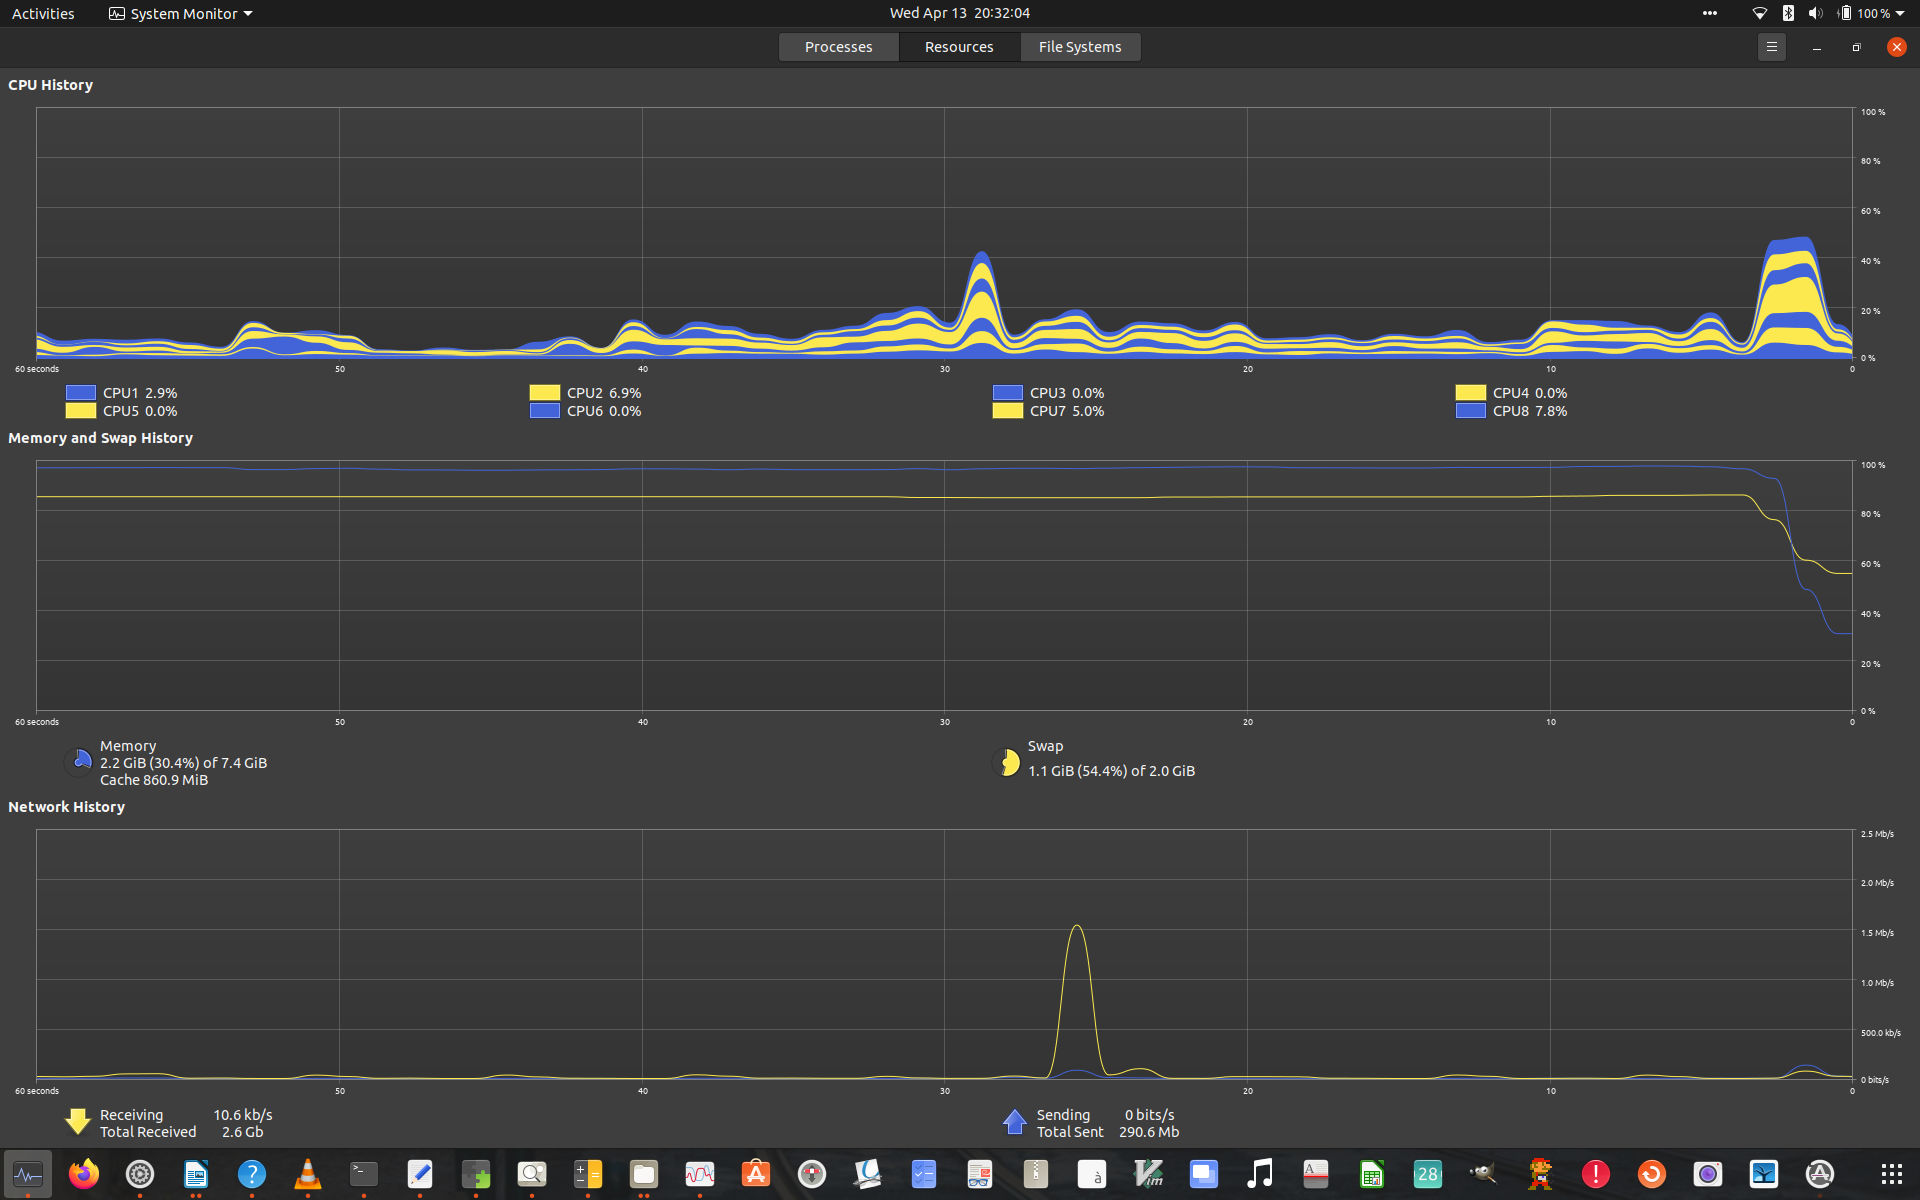 Activities System Monitor Wed Apr 13 20:32:04 100 %
Processes Resources File Systems
CPU History
100 %
80 %
60 %
40 %
20 %
0 %
60 seconds 50 40 30 20 10 0
CPU1 2.9% CPU2 6.9% CPU3 0.0% CPU4 0.0%
CPU5 0.0% CPU6 0.0% CPU7 5.0% CPU8 7.8%
Memory and Swap History
100 %
80 %
60 %
40 %
20 %
0 %
60 seconds 50 40 30 20 10 0
Memory
2.2 GiB (30.4%) of 7.4 GiB
Cache 860.9 MiB
Swap
1.1 GiB (54.4%) of 2.0 GiB
Network History
2.5 Mb/s
2.0 Mb/s
1.5 Mb/s
1.0 Mb/s
500.0 kb/s
0 bits/s
60 seconds 50 40 30 20 10 0
Receiving 10.6 kb/s
Total Received 2.6 Gb
Sending 0 bits/s
Total Sent 290.6 Mb
? >_ A à Vim A 28 ! A